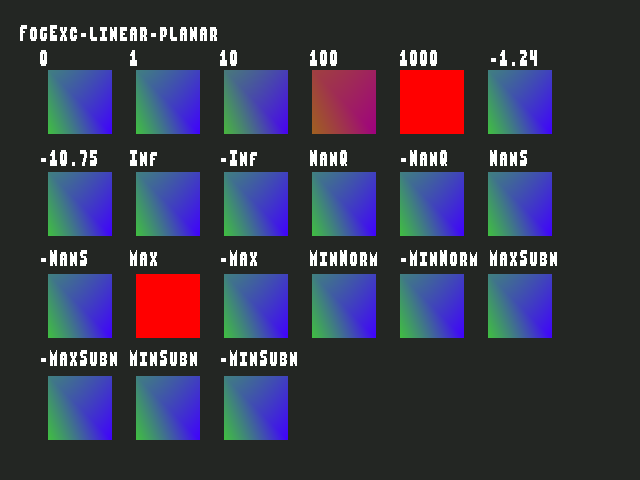 FogExc-linear-planar
0 1 10 100 1000 -1.24
-10.75 Inf -Inf NanQ -NanQ NanS
-NanS Max -Max MinNorm -MinNorm MaxSubN
-MaxSubN MinSubN -MinSubN